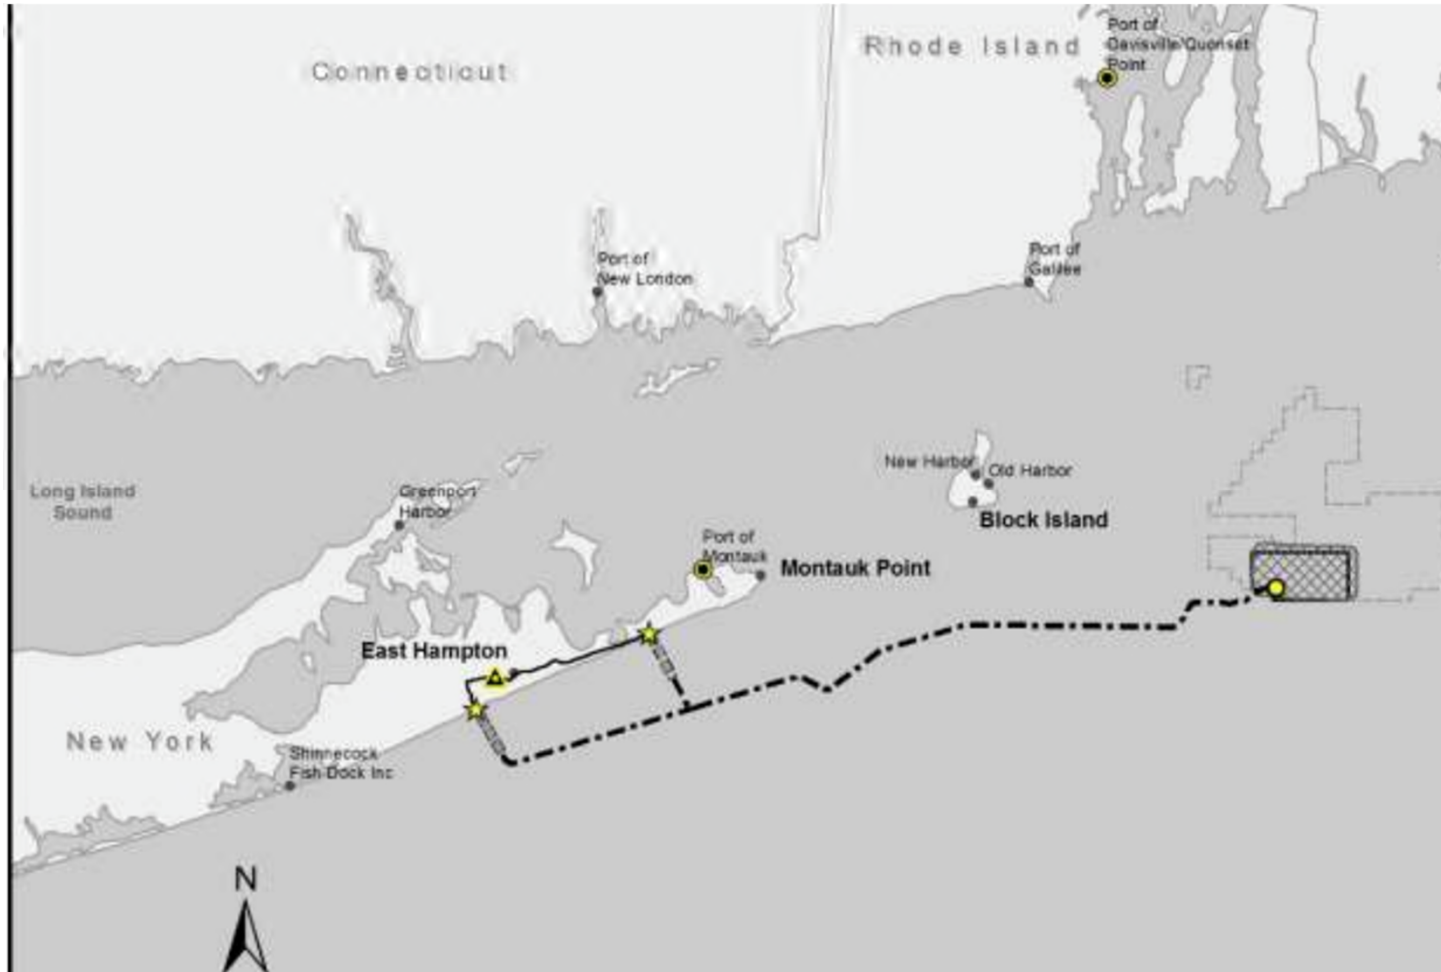 Port of
Davisville/Quonset
Point
Rhode Island
Connecticut
Port of
Galilee
Port of
New London
New Harbor
Old Harbor
Block Island
Long Island
Sound
Greenport
Harbor
Port of
Montauk
Montauk Point
East Hampton
New York
Shinnecock
Fish Dock Inc
N